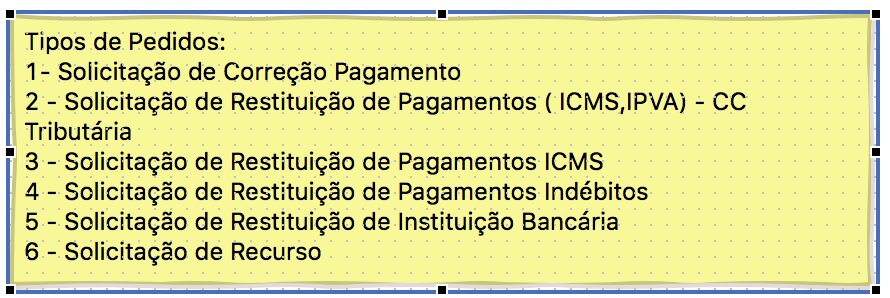 Tipos de Pedidos:
1- Solicitação de Correção Pagamento
2 - Solicitação de Restituição de Pagamentos ( ICMS,IPVA) - CC
Tributária
3 - Solicitação de Restituição de Pagamentos ICMS
4 - Solicitação de Restituição de Pagamentos Indébitos
5 - Solicitação de Restituição de Instituição Bancária
6 - Solicitação de Recurso